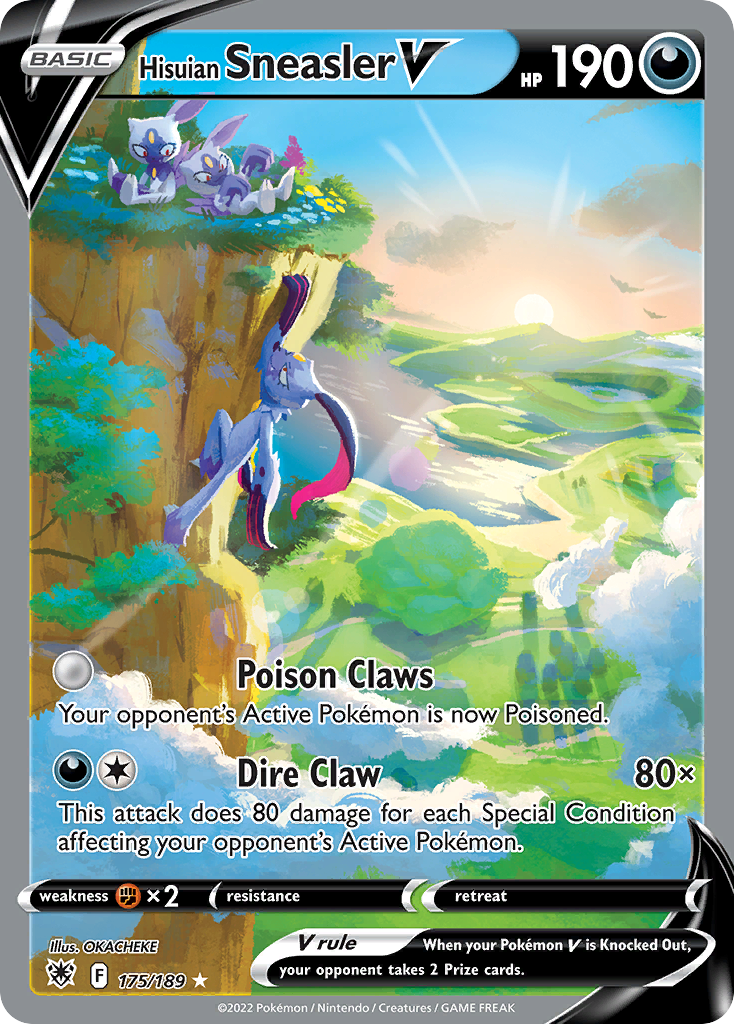 BASIC
Hisuian Sneasler V
HP 190
Poison Claws
Your opponent's Active Pokémon is now Poisoned.
Dire Claw 80×
This attack does 80 damage for each Special Condition
affecting your opponent's Active Pokémon.
weakness ×2 resistance retreat
Illus. OKACHEKE
V rule When your Pokémon V is Knocked Out,
your opponent takes 2 Prize cards.
F 175/189 ★
©2022 Pokémon / Nintendo / Creatures / GAME FREAK